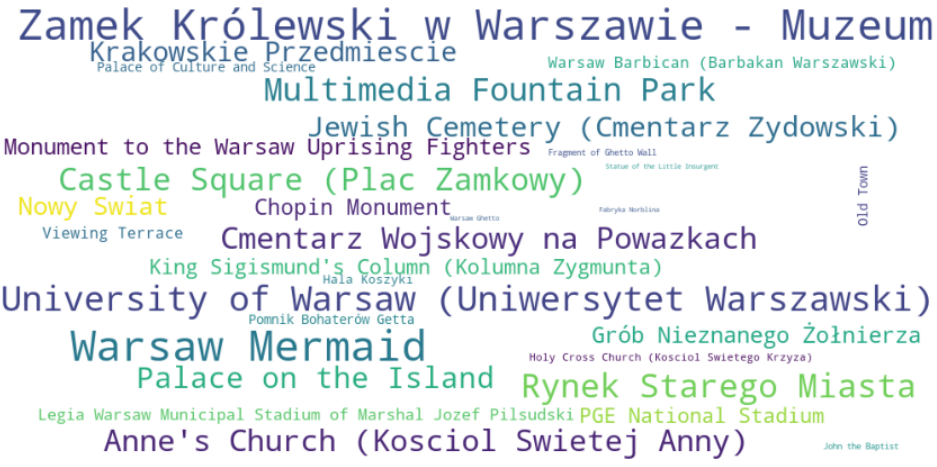 Zamek Królewski w Warszawie - Muzeum
Krakowskie Przedmiescie
Palace of Culture and Science
Warsaw Barbican (Barbakan Warszawski)
Multimedia Fountain Park
Jewish Cemetery (Cmentarz Zydowski)
Monument to the Warsaw Uprising Fighters
Fragment of Ghetto Wall
Statue of the Little Insurgent
Castle Square (Plac Zamkowy)
Old Town
Nowy Swiat
Chopin Monument
Warsaw Ghetto
Fabryka Norblina
Viewing Terrace
Cmentarz Wojskowy na Powazkach
King Sigismund's Column (Kolumna Zygmunta)
Hala Koszyki
University of Warsaw (Uniwersytet Warszawski)
Pomnik Bohaterów Getta
Warsaw Mermaid
Grób Nieznanego Żołnierza
Holy Cross Church (Kosciol Swietego Krzyza)
Palace on the Island
Rynek Starego Miasta
Legia Warsaw Municipal Stadium of Marshal Jozef Pilsudski
PGE National Stadium
Anne's Church (Kosciol Swietej Anny)
John the Baptist